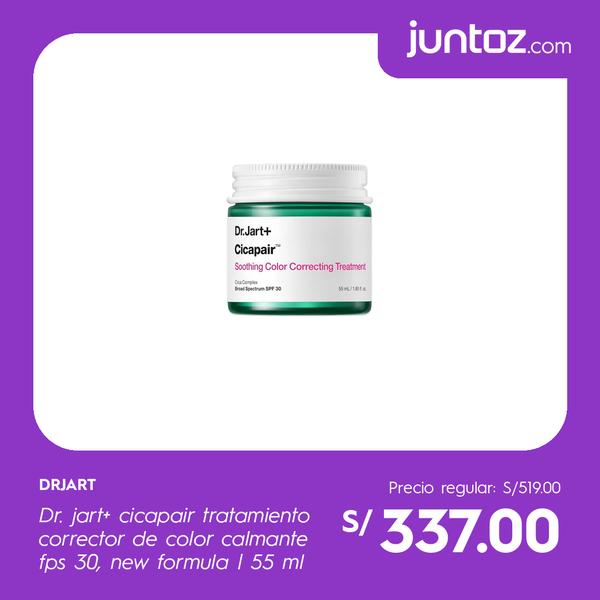 juntoz.com
Dr.Jart+
Cicapair™
Soothing Color Correcting Treatment
Cica Complex
Broad Spectrum SPF 30
55 mL / 1.85 fl. oz.
DRJART
Dr. jart+ cicapair tratamiento
corrector de color calmante
fps 30, new formula | 55 ml
Precio regular: S/519.00
S/ 337.00